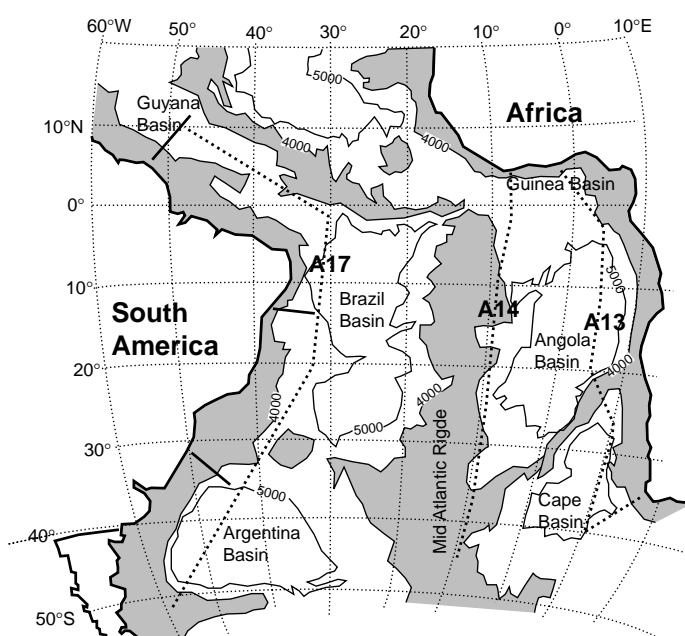 60°W
50°
40°
30°
20°
10°
0°
10°E
5000
Guyana
Basin
Africa
10°N
4000
4000
Guinea Basin
0°
A17
5000
10°
Brazil
Basin
A14
A13
South
America
Angola
Basin
20°
4000
4000
4000
5000
30°
Mid Atlantic Rigde
5000
Cape
Basin
40°
Argentina
Basin
50°S